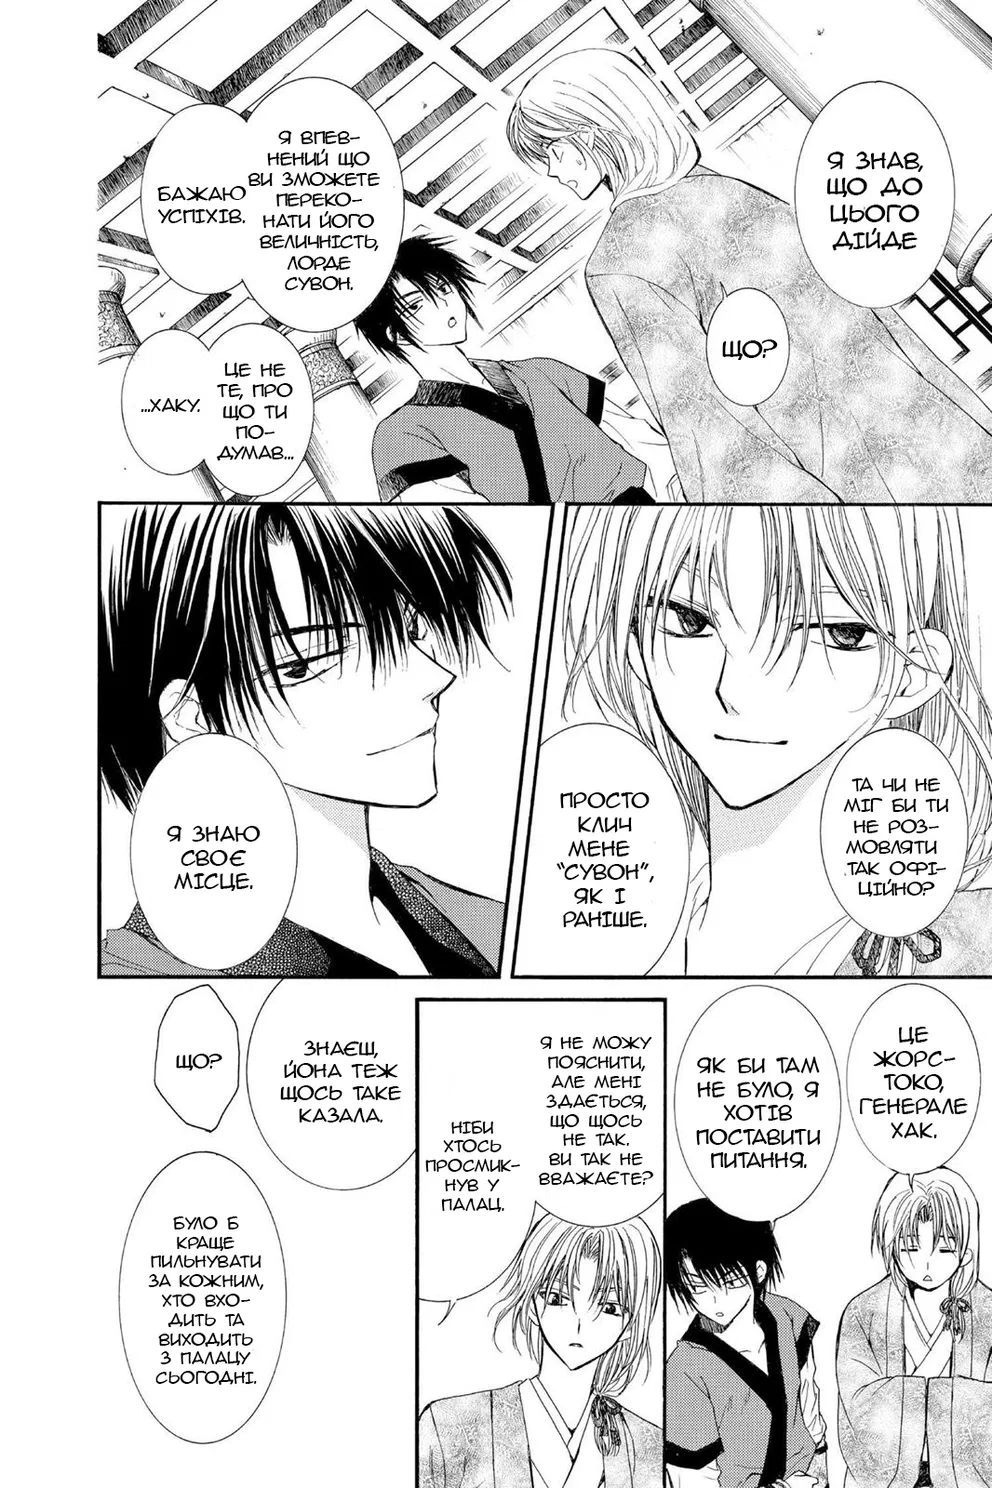 Я ЗНАВ,
ЩО ДО
ЦЬОГО
ДІЙДЕ
ЩО?
Я ВПЕВ-
НЕНИЙ ЩО
ВИ ЗМОЖЕТЕ
ПЕРЕКО-
НАТИ ЙОГО
ВЕЛИЧНІСТЬ,
ЛОРДЕ
СУВОН.
БАЖАЮ
УСПІХІВ.
ЦЕ НЕ
ТЕ, ПРО
ЩО ТИ
ПО-
ДУМАВ...
...ХАКУ.
ТА ЧИ НЕ
МІГ БИ ТИ
НЕ РОЗ-
МОВЛЯТИ
ТАК ОФІ-
ЦІЙНО?
ПРОСТО
КЛИЧ
МЕНЕ
"СУВОН",
ЯК І
РАНІШЕ.
Я ЗНАЮ
СВОЄ
МІСЦЕ.
ЦЕ
ЖОРС-
ТОКО,
ГЕНЕРАЛЕ
ХАК.
ЯК БИ ТАМ
НЕ БУЛО, Я
ХОТІВ
ПОСТАВИТИ
ПИТАННЯ.
Я НЕ МОЖУ
ПОЯСНИТИ,
АЛЕ МЕНІ
ЗДАЄТЬСЯ,
ЩО ЩОСЬ
НЕ ТАК.
ВИ ТАК НЕ
ВВАЖАЄТЕ?
НІБИ
ХТОСЬ
ПРОСМИК-
НУВ У
ПАЛАЦ.
ЗНАЄШ,
ЙОНА ТЕЖ
ЩОСЬ ТАКЕ
КАЗАЛА.
ЩО?
БУЛО Б
КРАЩЕ
ПИЛЬНУВАТИ
ЗА КОЖНИМ,
ХТО ВХО-
ДИТЬ ТА
ВИХОДИТЬ
З ПАЛАЦУ
СЬОГОДНІ.